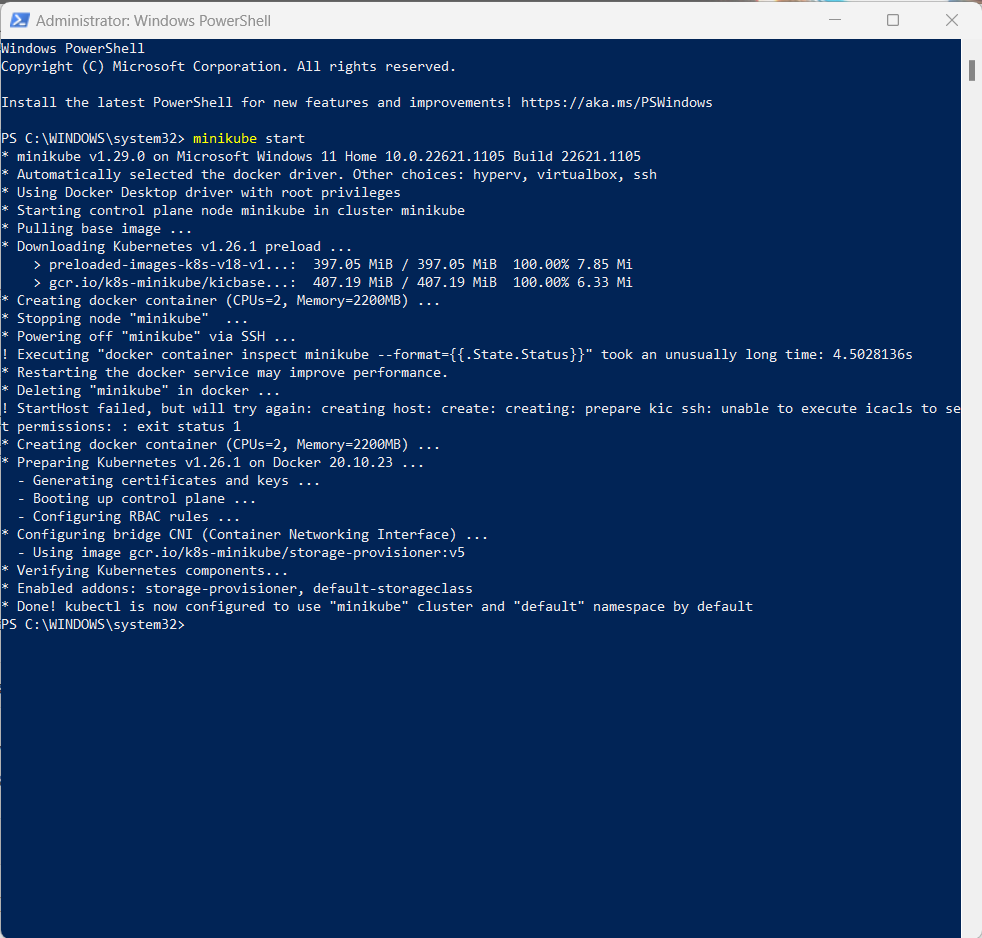 Administrator: Windows PowerShell
Windows PowerShell
Copyright (C) Microsoft Corporation. All rights reserved.
Install the latest PowerShell for new features and improvements! https://aka.ms/PSWindows
PS C:\WINDOWS\system32> minikube start
* minikube v1.29.0 on Microsoft Windows 11 Home 10.0.22621.1105 Build 22621.1105
* Automatically selected the docker driver. Other choices: hyperv, virtualbox, ssh
* Using Docker Desktop driver with root privileges
* Starting control plane node minikube in cluster minikube
* Pulling base image ...
* Downloading Kubernetes v1.26.1 preload ...
    > preloaded-images-k8s-v18-v1...:  397.05 MiB / 397.05 MiB  100.00% 7.85 Mi
    > gcr.io/k8s-minikube/kicbase...:  407.19 MiB / 407.19 MiB  100.00% 6.33 Mi
* Creating docker container (CPUs=2, Memory=2200MB) ...
* Stopping node "minikube"  ...
* Powering off "minikube" via SSH ...
! Executing "docker container inspect minikube --format={{.State.Status}}" took an unusually long time: 4.5028136s
* Restarting the docker service may improve performance.
* Deleting "minikube" in docker ...
! StartHost failed, but will try again: creating host: create: creating: prepare kic ssh: unable to execute icacls to se
t permissions: : exit status 1
* Creating docker container (CPUs=2, Memory=2200MB) ...
* Preparing Kubernetes v1.26.1 on Docker 20.10.23 ...
  - Generating certificates and keys ...
  - Booting up control plane ...
  - Configuring RBAC rules ...
* Configuring bridge CNI (Container Networking Interface) ...
  - Using image gcr.io/k8s-minikube/storage-provisioner:v5
* Verifying Kubernetes components...
* Enabled addons: storage-provisioner, default-storageclass
* Done! kubectl is now configured to use "minikube" cluster and "default" namespace by default
PS C:\WINDOWS\system32>